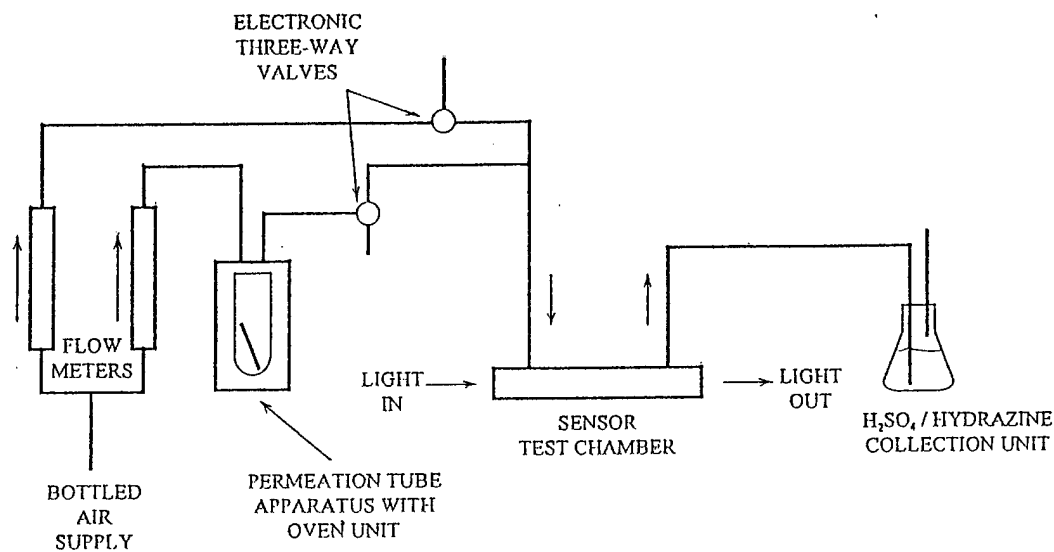 ELECTRONIC
THREE-WAY
VALVES
FLOW
METERS
LIGHT
IN
LIGHT
OUT
SENSOR
TEST CHAMBER
H₂SO₄ / HYDRAZINE
COLLECTION UNIT
BOTTLED
AIR
SUPPLY
PERMEATION TUBE
APPARATUS WITH
OVEN UNIT